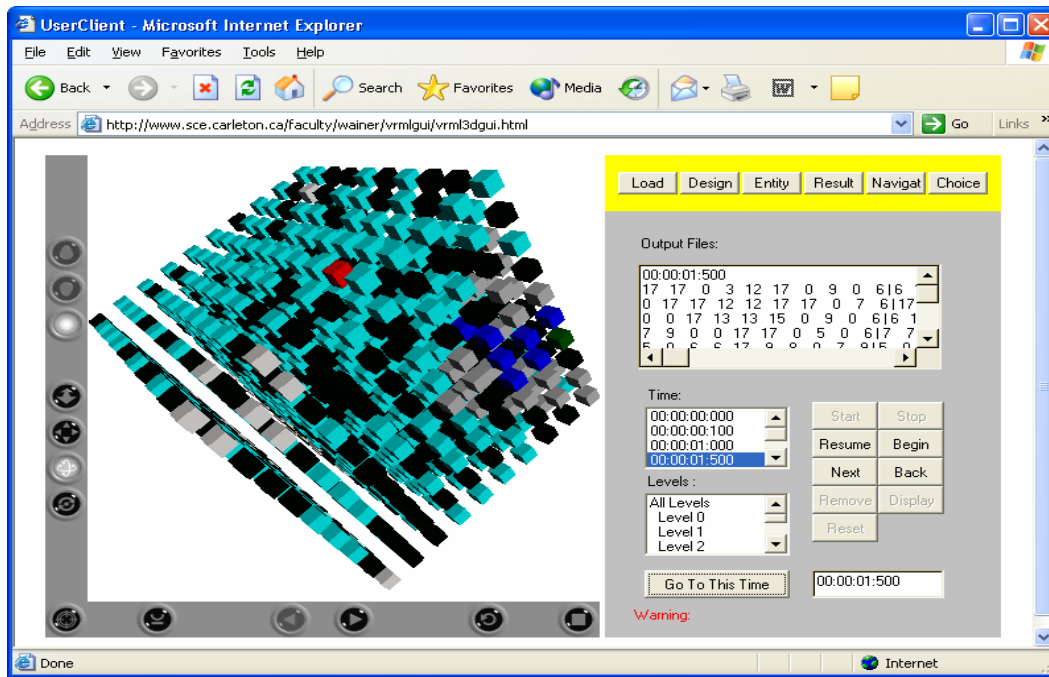 UserClient - Microsoft Internet Explorer
File Edit View Favorites Tools Help
Back Search Favorites Media
Address http://www.sce.carleton.ca/faculty/wainer/vrmlgui/vrml3dgui.html Go Links »
Load Design Entity Result Navigat Choice
Output Files:
00:00:01:500
17 17 0 3 12 17 0 9 0 6|6
0 17 17 12 12 17 17 0 7 6|17
0 0 17 13 13 15 0 9 0 6|6 1
7 9 0 0 17 17 0 5 0 6|7 7
Time:
00:00:00:000
00:00:00:100
00:00:01:000
00:00:01:500
Start Stop
Resume Begin
Next Back
Remove Display
Reset
Levels :
All Levels
Level 0
Level 1
Level 2
Go To This Time 00:00:01:500
Warning:
Done Internet